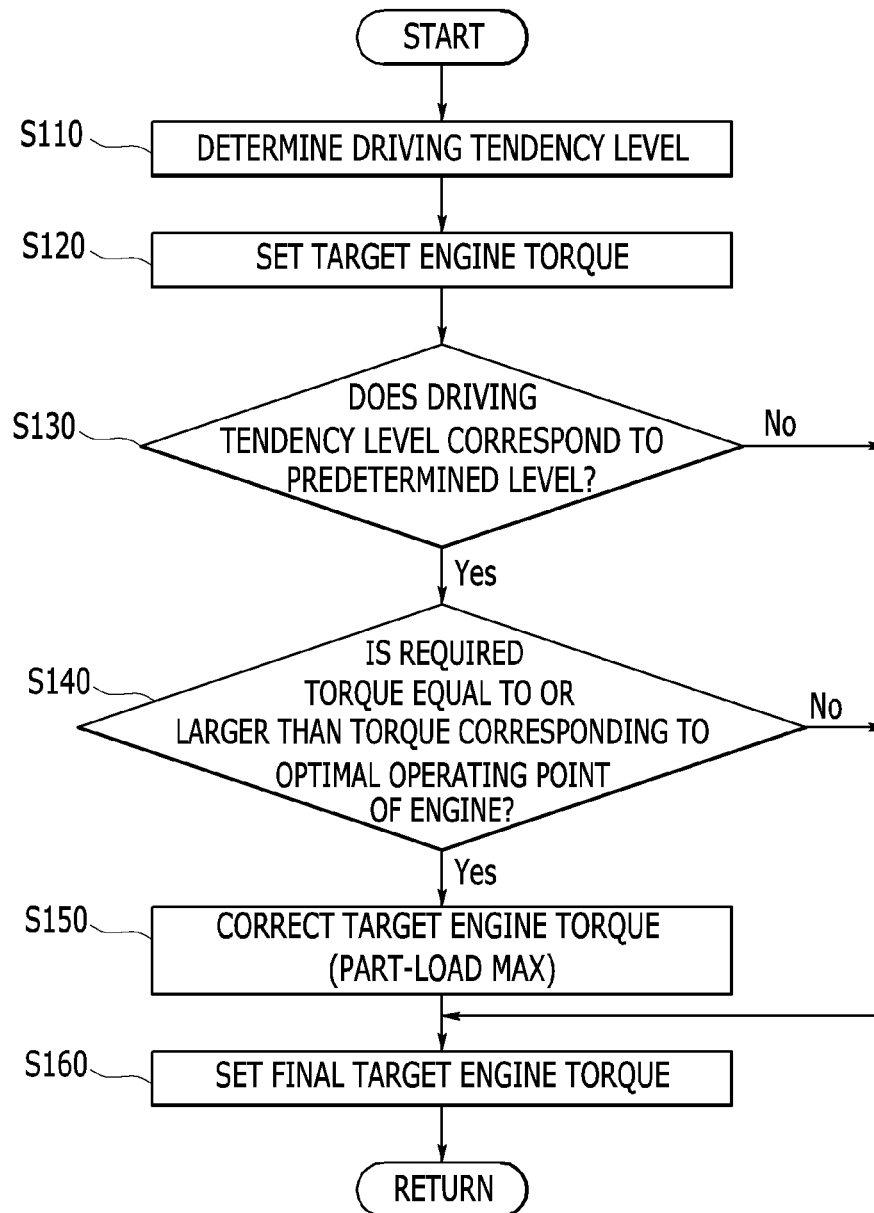 START
S110
DETERMINE DRIVING TENDENCY LEVEL
S120
SET TARGET ENGINE TORQUE
S130
DOES DRIVING
TENDENCY LEVEL CORRESPOND TO
PREDETERMINED LEVEL?
No
Yes
S140
IS REQUIRED
TORQUE EQUAL TO OR
LARGER THAN TORQUE CORRESPONDING TO
OPTIMAL OPERATING POINT
OF ENGINE?
No
Yes
S150
CORRECT TARGET ENGINE TORQUE
(PART-LOAD MAX)
S160
SET FINAL TARGET ENGINE TORQUE
RETURN